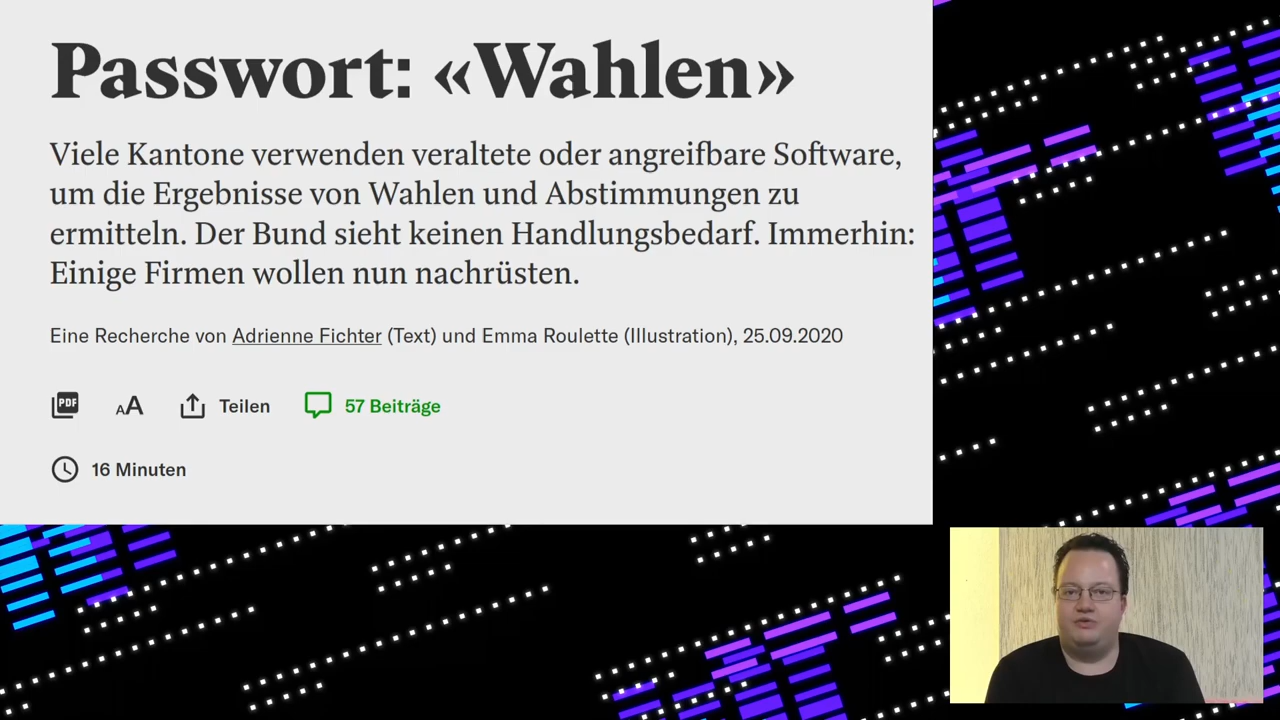 Passwort: «Wahlen»
Viele Kantone verwenden veraltete oder angreifbare Software,
um die Ergebnisse von Wahlen und Abstimmungen zu
ermitteln. Der Bund sieht keinen Handlungsbedarf. Immerhin:
Einige Firmen wollen nun nachrüsten.
Eine Recherche von Adrienne Fichter (Text) und Emma Roulette (Illustration), 25.09.2020
PDF
AA Teilen 57 Beiträge
16 Minuten